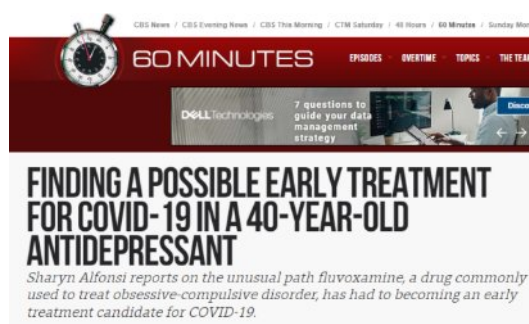 CBS News / CBS Evening News / CBS This Morning / CTM Saturday / 48 Hours / 60 Minutes / Sunday Mor
60 MINUTES
EPISODES OVERTIME TOPICS THE TEA
DELL Technologies
7 questions to
guide your data
management
strategy
Disco
FINDING A POSSIBLE EARLY TREATMENT
FOR COVID-19 IN A 40-YEAR-OLD
ANTIDEPRESSANT
Sharyn Alfonsi reports on the unusual path fluvoxamine, a drug commonly
used to treat obsessive-compulsive disorder, has had to becoming an early
treatment candidate for COVID-19.